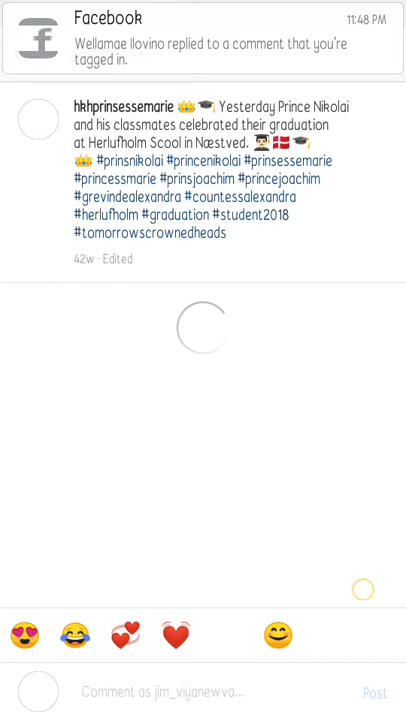 Facebook
11:48 PM
Wellamae Ilovino replied to a comment that you're
tagged in.
hkhprinsessemarie 👑🎓 Yesterday Prince Nikolai
and his classmates celebrated their graduation
at Herlufholm Scool in Næstved. 👨🏻‍🎓🇩🇰🎓
👑 #prinsnikolai #princenikolai #prinsessemarie
#princessmarie #prinsjoachim #princejoachim
#grevindealexandra #countessalexandra
#herlufholm #graduation #student2018
#tomorrowscrownedheads
42w · Edited
Comment as jim_viyanewva...
Post